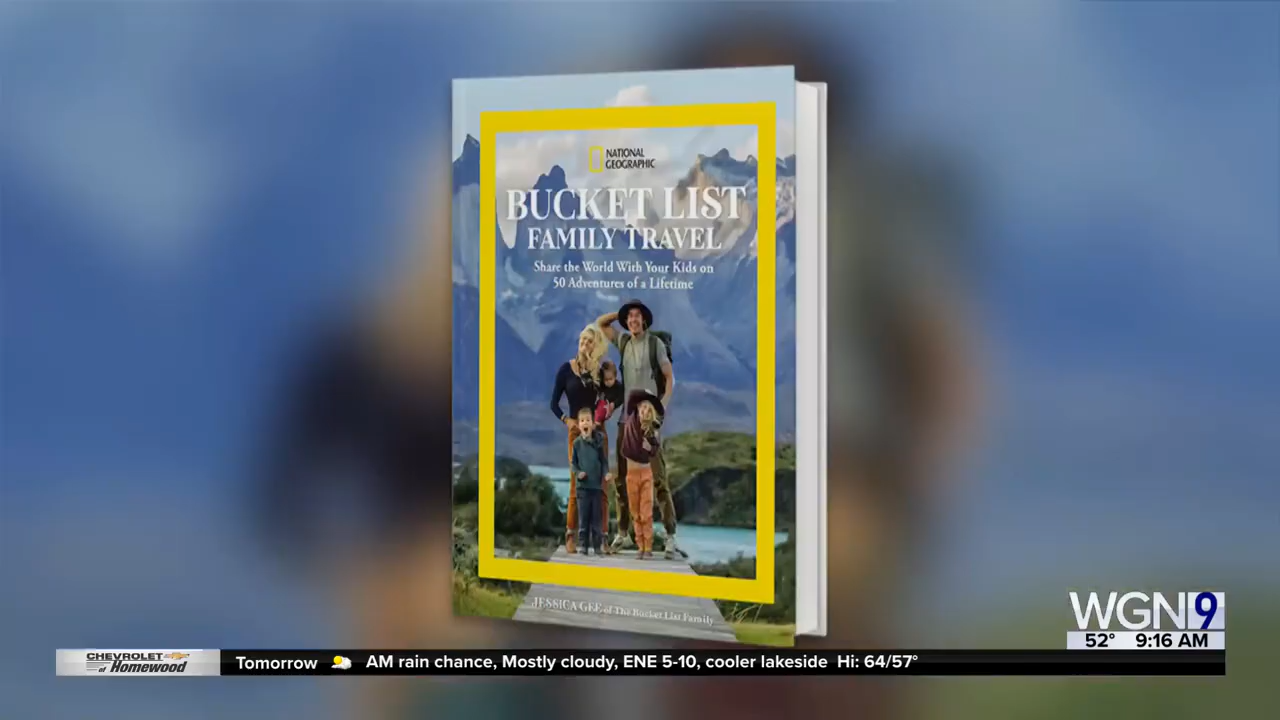 NATIONAL
GEOGRAPHIC
BUCKET LIST
FAMILY TRAVEL
Share the World With Your Kids on
50 Adventures of a Lifetime
JESSICA GEE of The Bucket List Family
WGN 9
52° 9:16 AM
CHEVROLET
of Homewood
Tomorrow AM rain chance, Mostly cloudy, ENE 5-10, cooler lakeside Hi: 64/57°